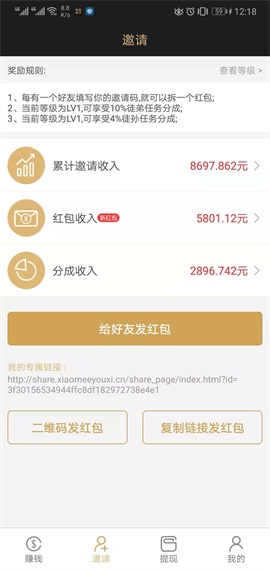 8.8
K/s
59
12:18
邀请
奖励规则:
查看等级 >
1、每有一个好友填写你的邀请码,就可以拆一个红包;
2、当前等级为LV1,可享受10%徒弟任务分成;
3、当前等级为LV1,可享受4%徒孙任务分成;
累计邀请收入
8697.862元
红包收入
新红包
5801.12元
分成收入
2896.742元
给好友发红包
我的专属链接:
http://share.xiaomeeyouxi.cn/share_page/index.html?id=
3f30156534944ffc8df182972738e4e1
二维码发红包
复制链接发红包
赚钱
邀请
提现
我的